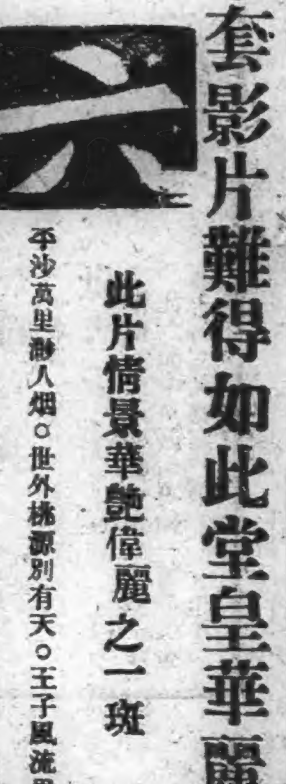 套影片難得如此堂皇華麗
六
此片情景華艶偉麗之一斑
平沙萬里渺人烟。世外桃源別有天。王子風流